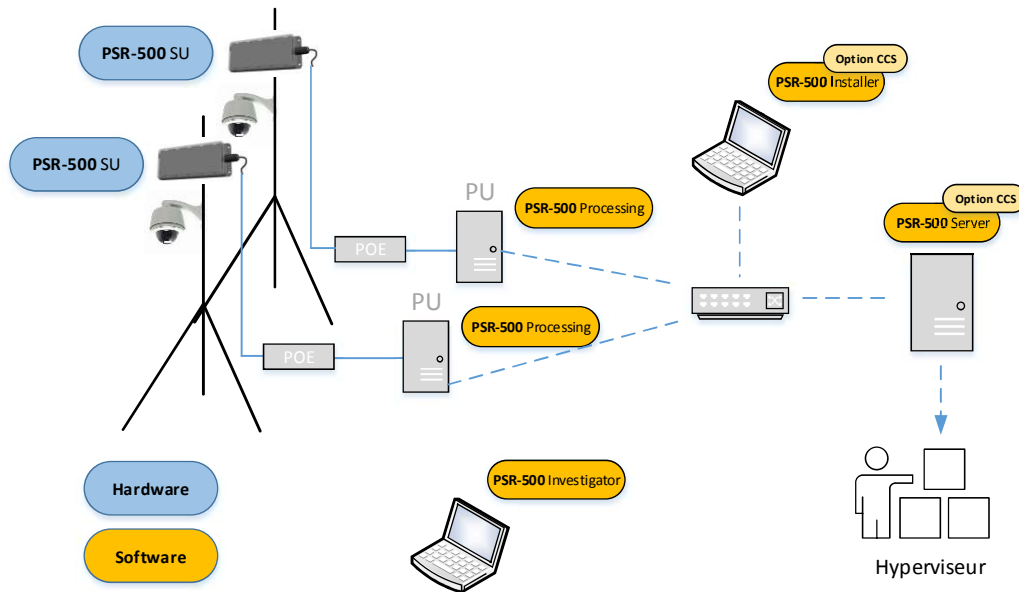 Option CCS
PSR-500 SU
PSR-500 Installer
PSR-500 SU
PU
PSR-500 Processing
Option CCS
PSR-500 Server
POE
PU
PSR-500 Processing
POE
Hardware
PSR-500 Investigator
Software
Hyperviseur